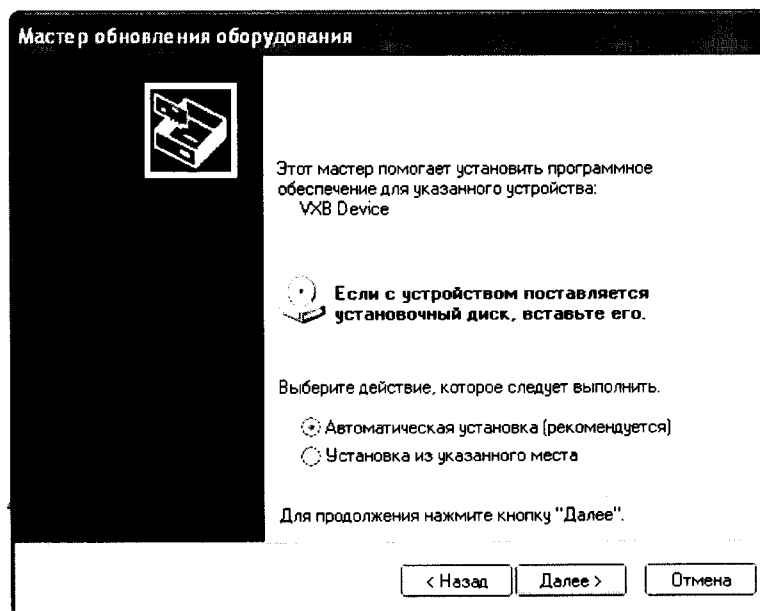 Мастер обновления оборудования
Этот мастер помогает установить программное
обеспечение для указанного устройства:
VXB Device
Если с устройством поставляется
установочный диск, вставьте его.
Выберите действие, которое следует выполнить.
Автоматическая установка (рекомендуется)
Установка из указанного места
Для продолжения нажмите кнопку "Далее".
< Назад
Далее >
Отмена